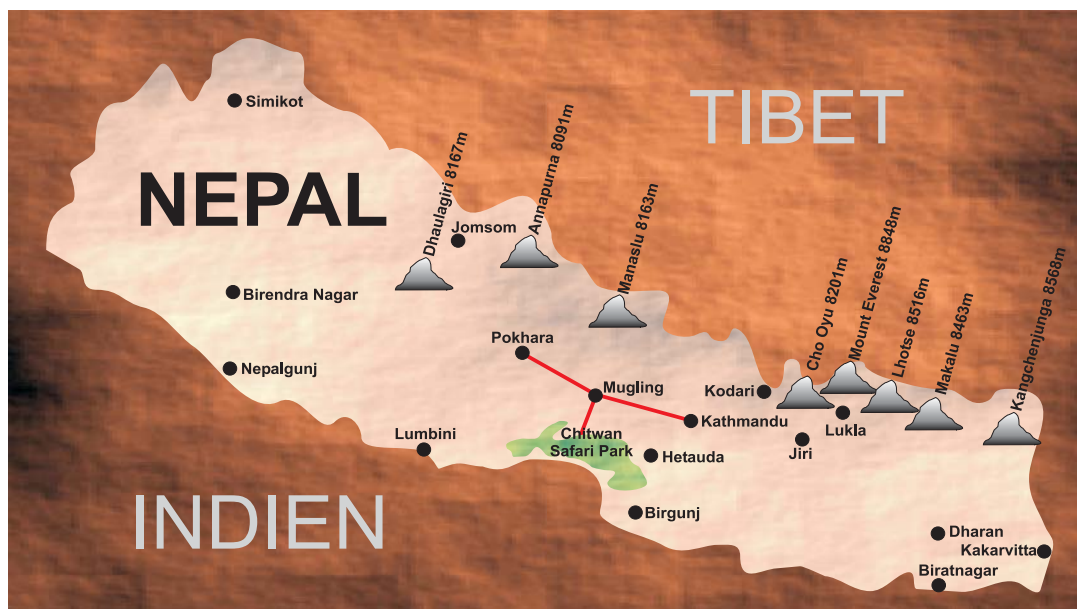 TIBET
Simikot
NEPAL
Dhaulagiri 8167m
Jomsom
Annapurna 8091m
Manaslu 8163m
Cho Oyu 8201m
Mount Everest 8848m
Lhotse 8516m
Makalu 8463m
Kangchenjunga 8568m
Birendra Nagar
Pokhara
Nepalgunj
Mugling
Kodari
Kathmandu
Lukla
Lumbini
Chitwan
Safari Park
Hetauda
Jiri
INDIEN
Birgunj
Dharan
Kakarvitta
Biratnagar